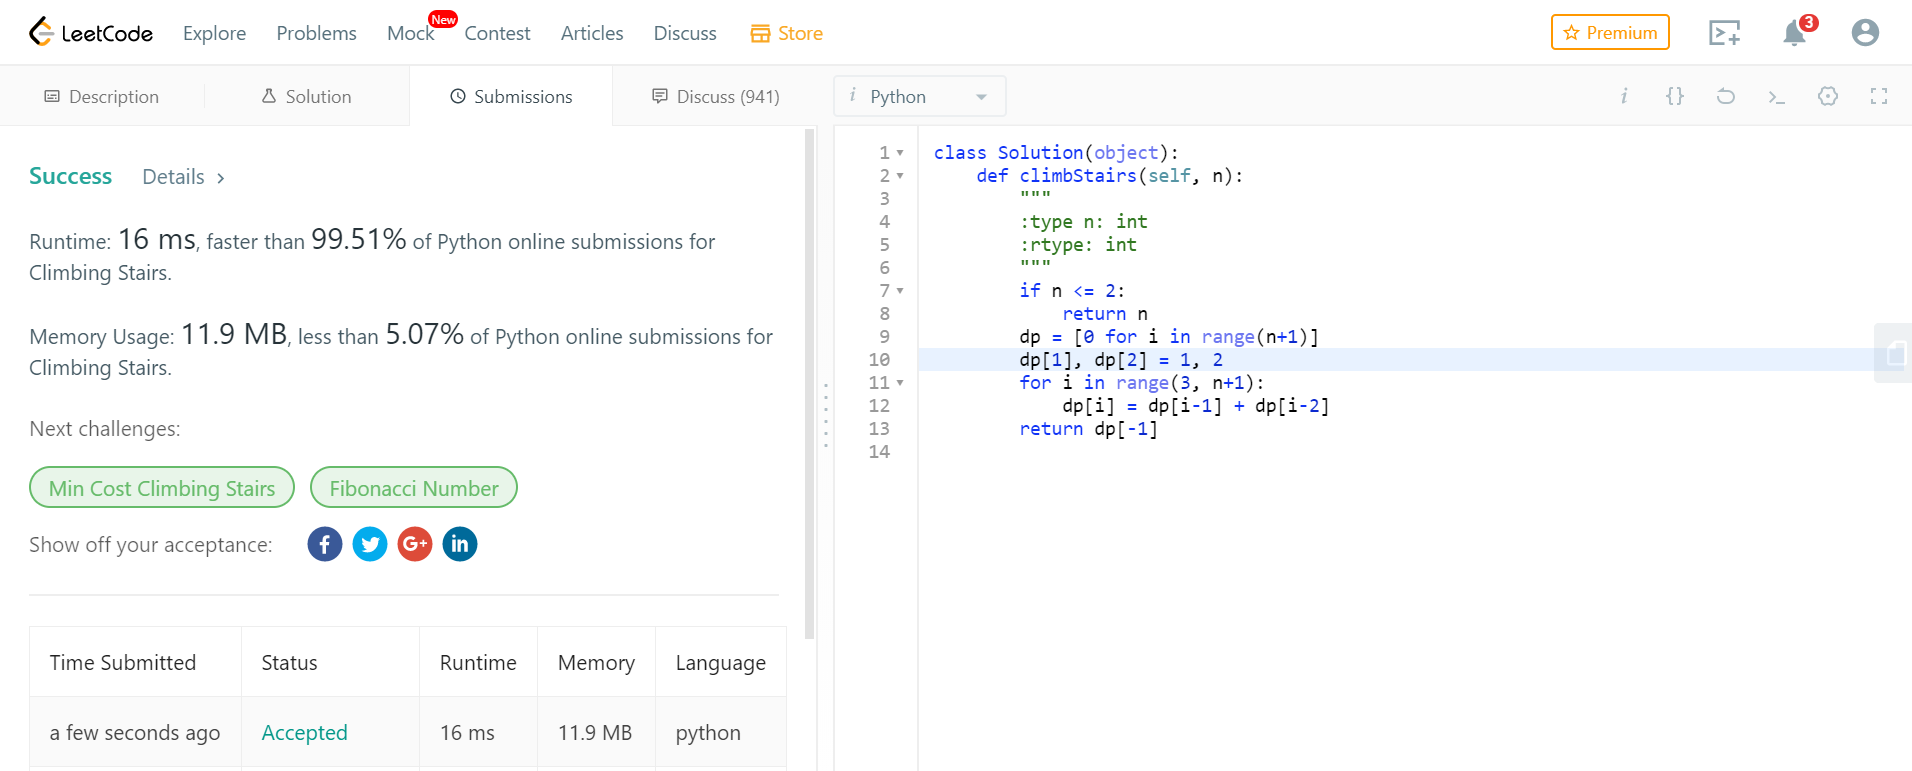 LeetCode Explore Problems Mock New Contest Articles Discuss Store Premium 3
Description Solution Submissions Discuss (941)
i Python i {} >_
Success Details >
Runtime: 16 ms, faster than 99.51% of Python online submissions for
Climbing Stairs.
Memory Usage: 11.9 MB, less than 5.07% of Python online submissions for
Climbing Stairs.
Next challenges:
Min Cost Climbing Stairs Fibonacci Number
Show off your acceptance: f G+ in
Time Submitted Status Runtime Memory Language
a few seconds ago Accepted 16 ms 11.9 MB python
1 class Solution(object):
2     def climbStairs(self, n):
3         """
4         :type n: int
5         :rtype: int
6         """
7         if n <= 2:
8             return n
9         dp = [0 for i in range(n+1)]
10         dp[1], dp[2] = 1, 2
11         for i in range(3, n+1):
12             dp[i] = dp[i-1] + dp[i-2]
13         return dp[-1]
14